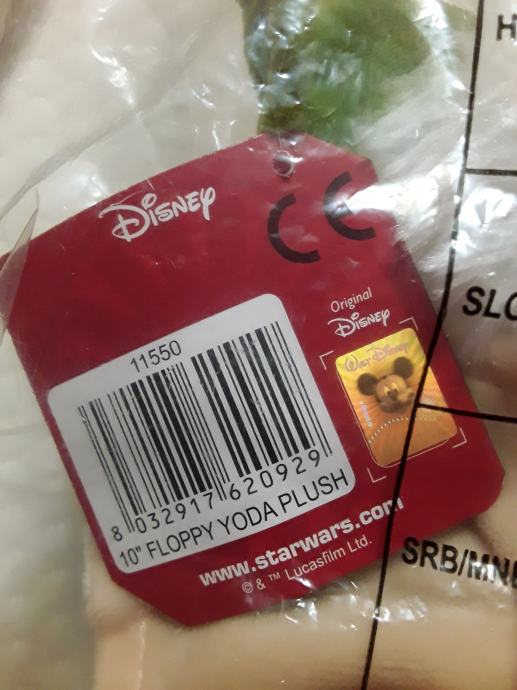 H
DISNEY
CE
SLO
Original
DISNEY
WALT DISNEY
11550
8 032917 620929
10" FLOPPY YODA PLUSH
www.starwars.com
© & ™ Lucasfilm Ltd.
SRB/MNE